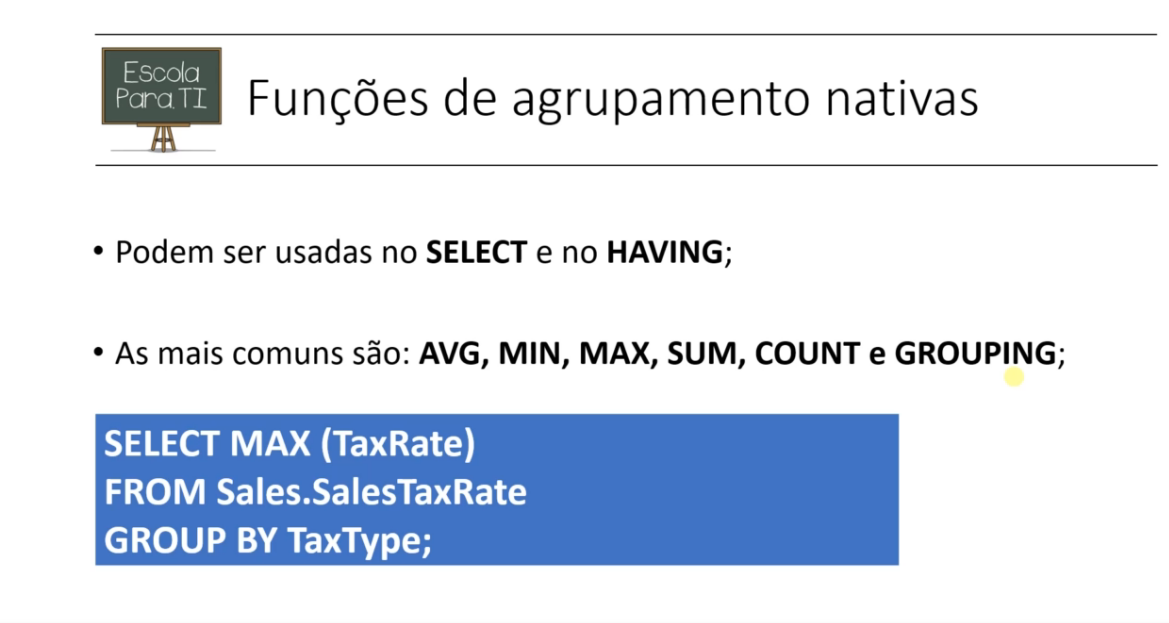 Escola
Para TI
Funções de agrupamento nativas
• Podem ser usadas no SELECT e no HAVING;
• As mais comuns são: AVG, MIN, MAX, SUM, COUNT e GROUPING;
SELECT MAX (TaxRate)
FROM Sales.SalesTaxRate
GROUP BY TaxType;